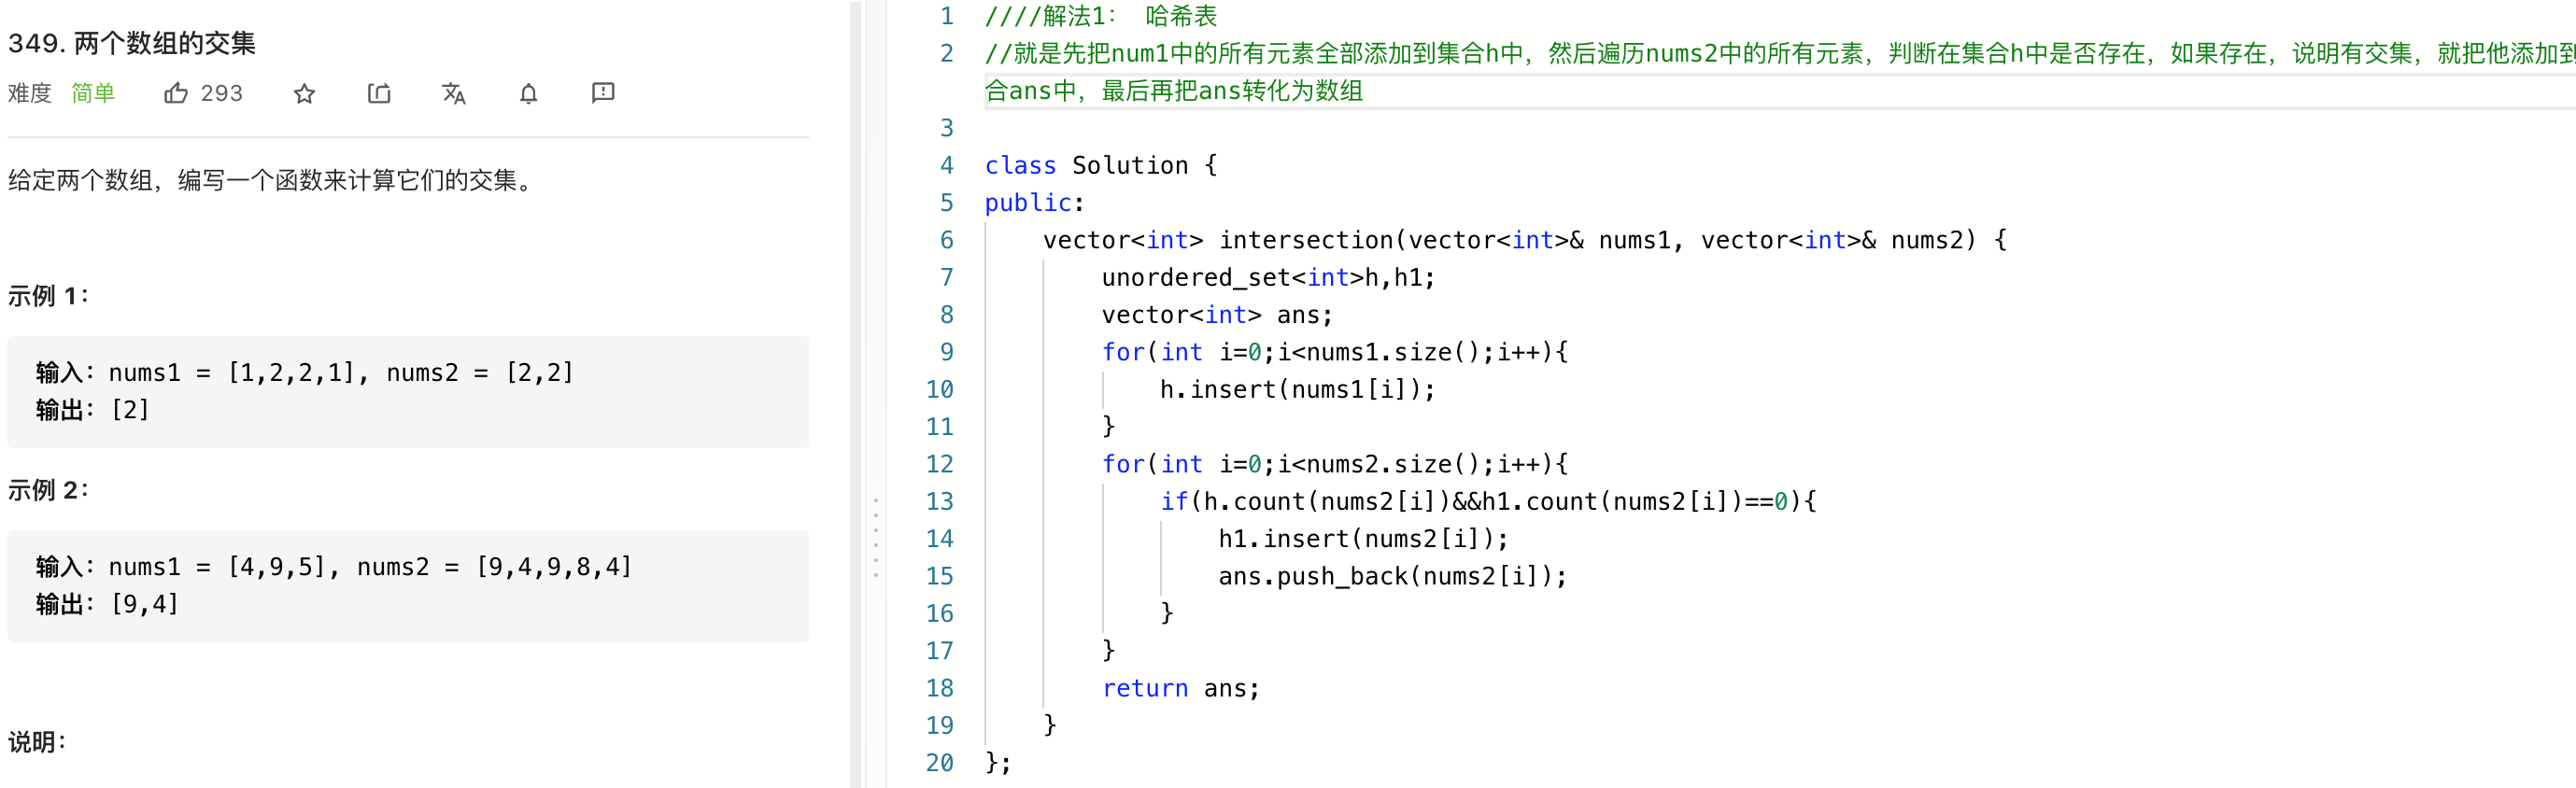 349. 两个数组的交集
难度 简单 293
给定两个数组，编写一个函数来计算它们的交集。
示例 1：
输入：nums1 = [1,2,2,1], nums2 = [2,2]
输出：[2]
示例 2：
输入：nums1 = [4,9,5], nums2 = [9,4,9,8,4]
输出：[9,4]
说明：
1 ////解法1： 哈希表
2 //就是先把num1中的所有元素全部添加到集合h中，然后遍历nums2中的所有元素，判断在集合h中是否存在，如果存在，说明有交集，就把他添加到
合ans中，最后再把ans转化为数组
3
4 class Solution {
5 public:
6     vector<int> intersection(vector<int>& nums1, vector<int>& nums2) {
7         unordered_set<int>h,h1;
8         vector<int> ans;
9         for(int i=0;i<nums1.size();i++){
10             h.insert(nums1[i]);
11         }
12         for(int i=0;i<nums2.size();i++){
13             if(h.count(nums2[i])&&h1.count(nums2[i])==0){
14                 h1.insert(nums2[i]);
15                 ans.push_back(nums2[i]);
16             }
17         }
18         return ans;
19     }
20 };